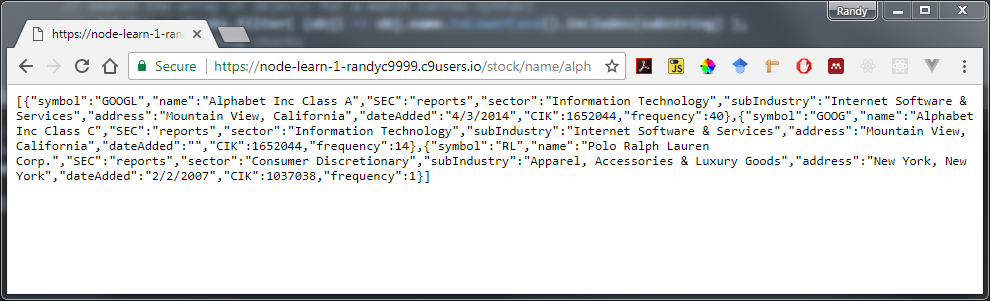 Randy
https://node-learn-1-rand
Secure
https://node-learn-1-randyc9999.c9users.io/stock/name/alph
[{"symbol":"GOOGL","name":"Alphabet Inc Class A","SEC":"reports","sector":"Information Technology","subIndustry":"Internet Software &
Services","address":"Mountain View, California","dateAdded":"4/3/2014","CIK":1652044,"frequency":40},{"symbol":"GOOG","name":"Alphabet
Inc Class C","SEC":"reports","sector":"Information Technology","subIndustry":"Internet Software & Services","address":"Mountain View,
California","dateAdded":"","CIK":1652044,"frequency":14},{"symbol":"RL","name":"Polo Ralph Lauren
Corp.","SEC":"reports","sector":"Consumer Discretionary","subIndustry":"Apparel, Accessories & Luxury Goods","address":"New York, New
York","dateAdded":"2/2/2007","CIK":1037038,"frequency":1}]